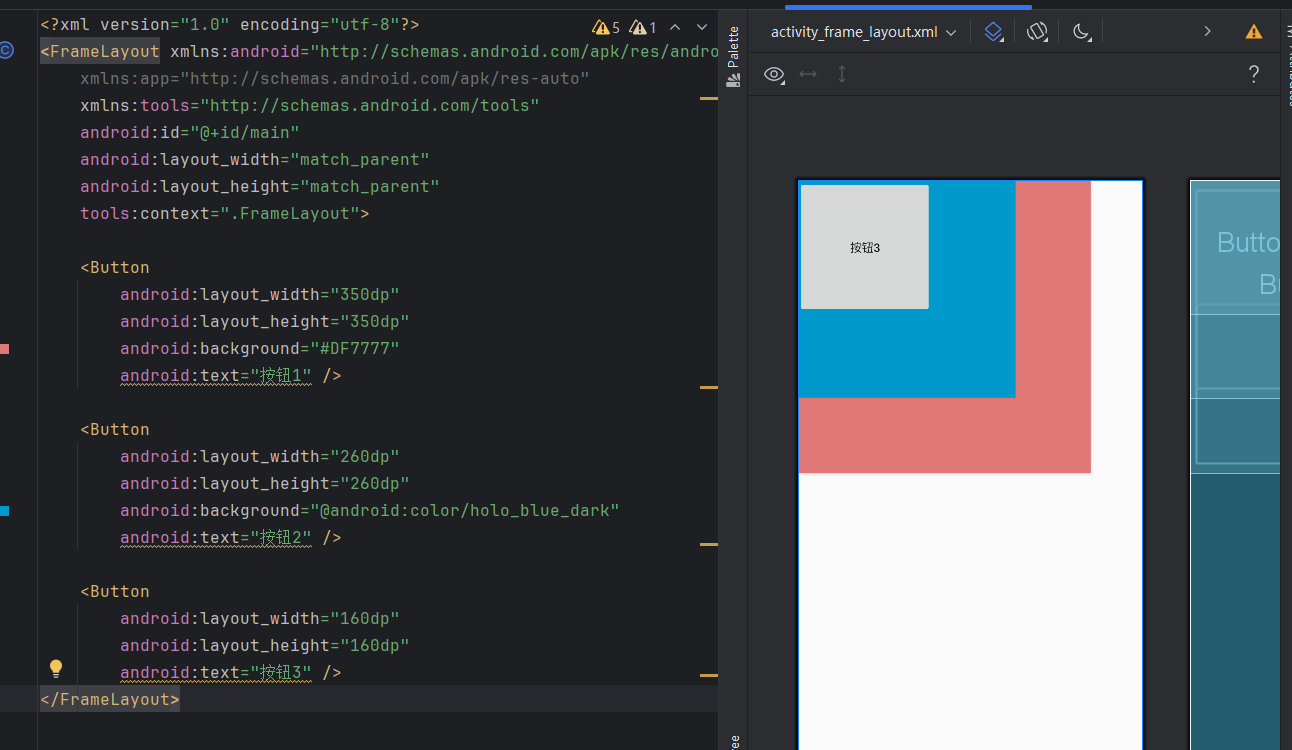 <?xml version="1.0" encoding="utf-8"?>
5 1
<FrameLayout xmlns:android="http://schemas.android.com/apk/res/andro
xmlns:app="http://schemas.android.com/apk/res-auto"
xmlns:tools="http://schemas.android.com/tools"
android:id="@+id/main"
android:layout_width="match_parent"
android:layout_height="match_parent"
tools:context=".FrameLayout">
<Button
android:layout_width="350dp"
android:layout_height="350dp"
android:background="#DF7777"
android:text="按钮1" />
<Button
android:layout_width="260dp"
android:layout_height="260dp"
android:background="@android:color/holo_blue_dark"
android:text="按钮2" />
<Button
android:layout_width="160dp"
android:layout_height="160dp"
android:text="按钮3" />
</FrameLayout>
Palette
activity_frame_layout.xml
?
按钮3
Butto
Bu
ee